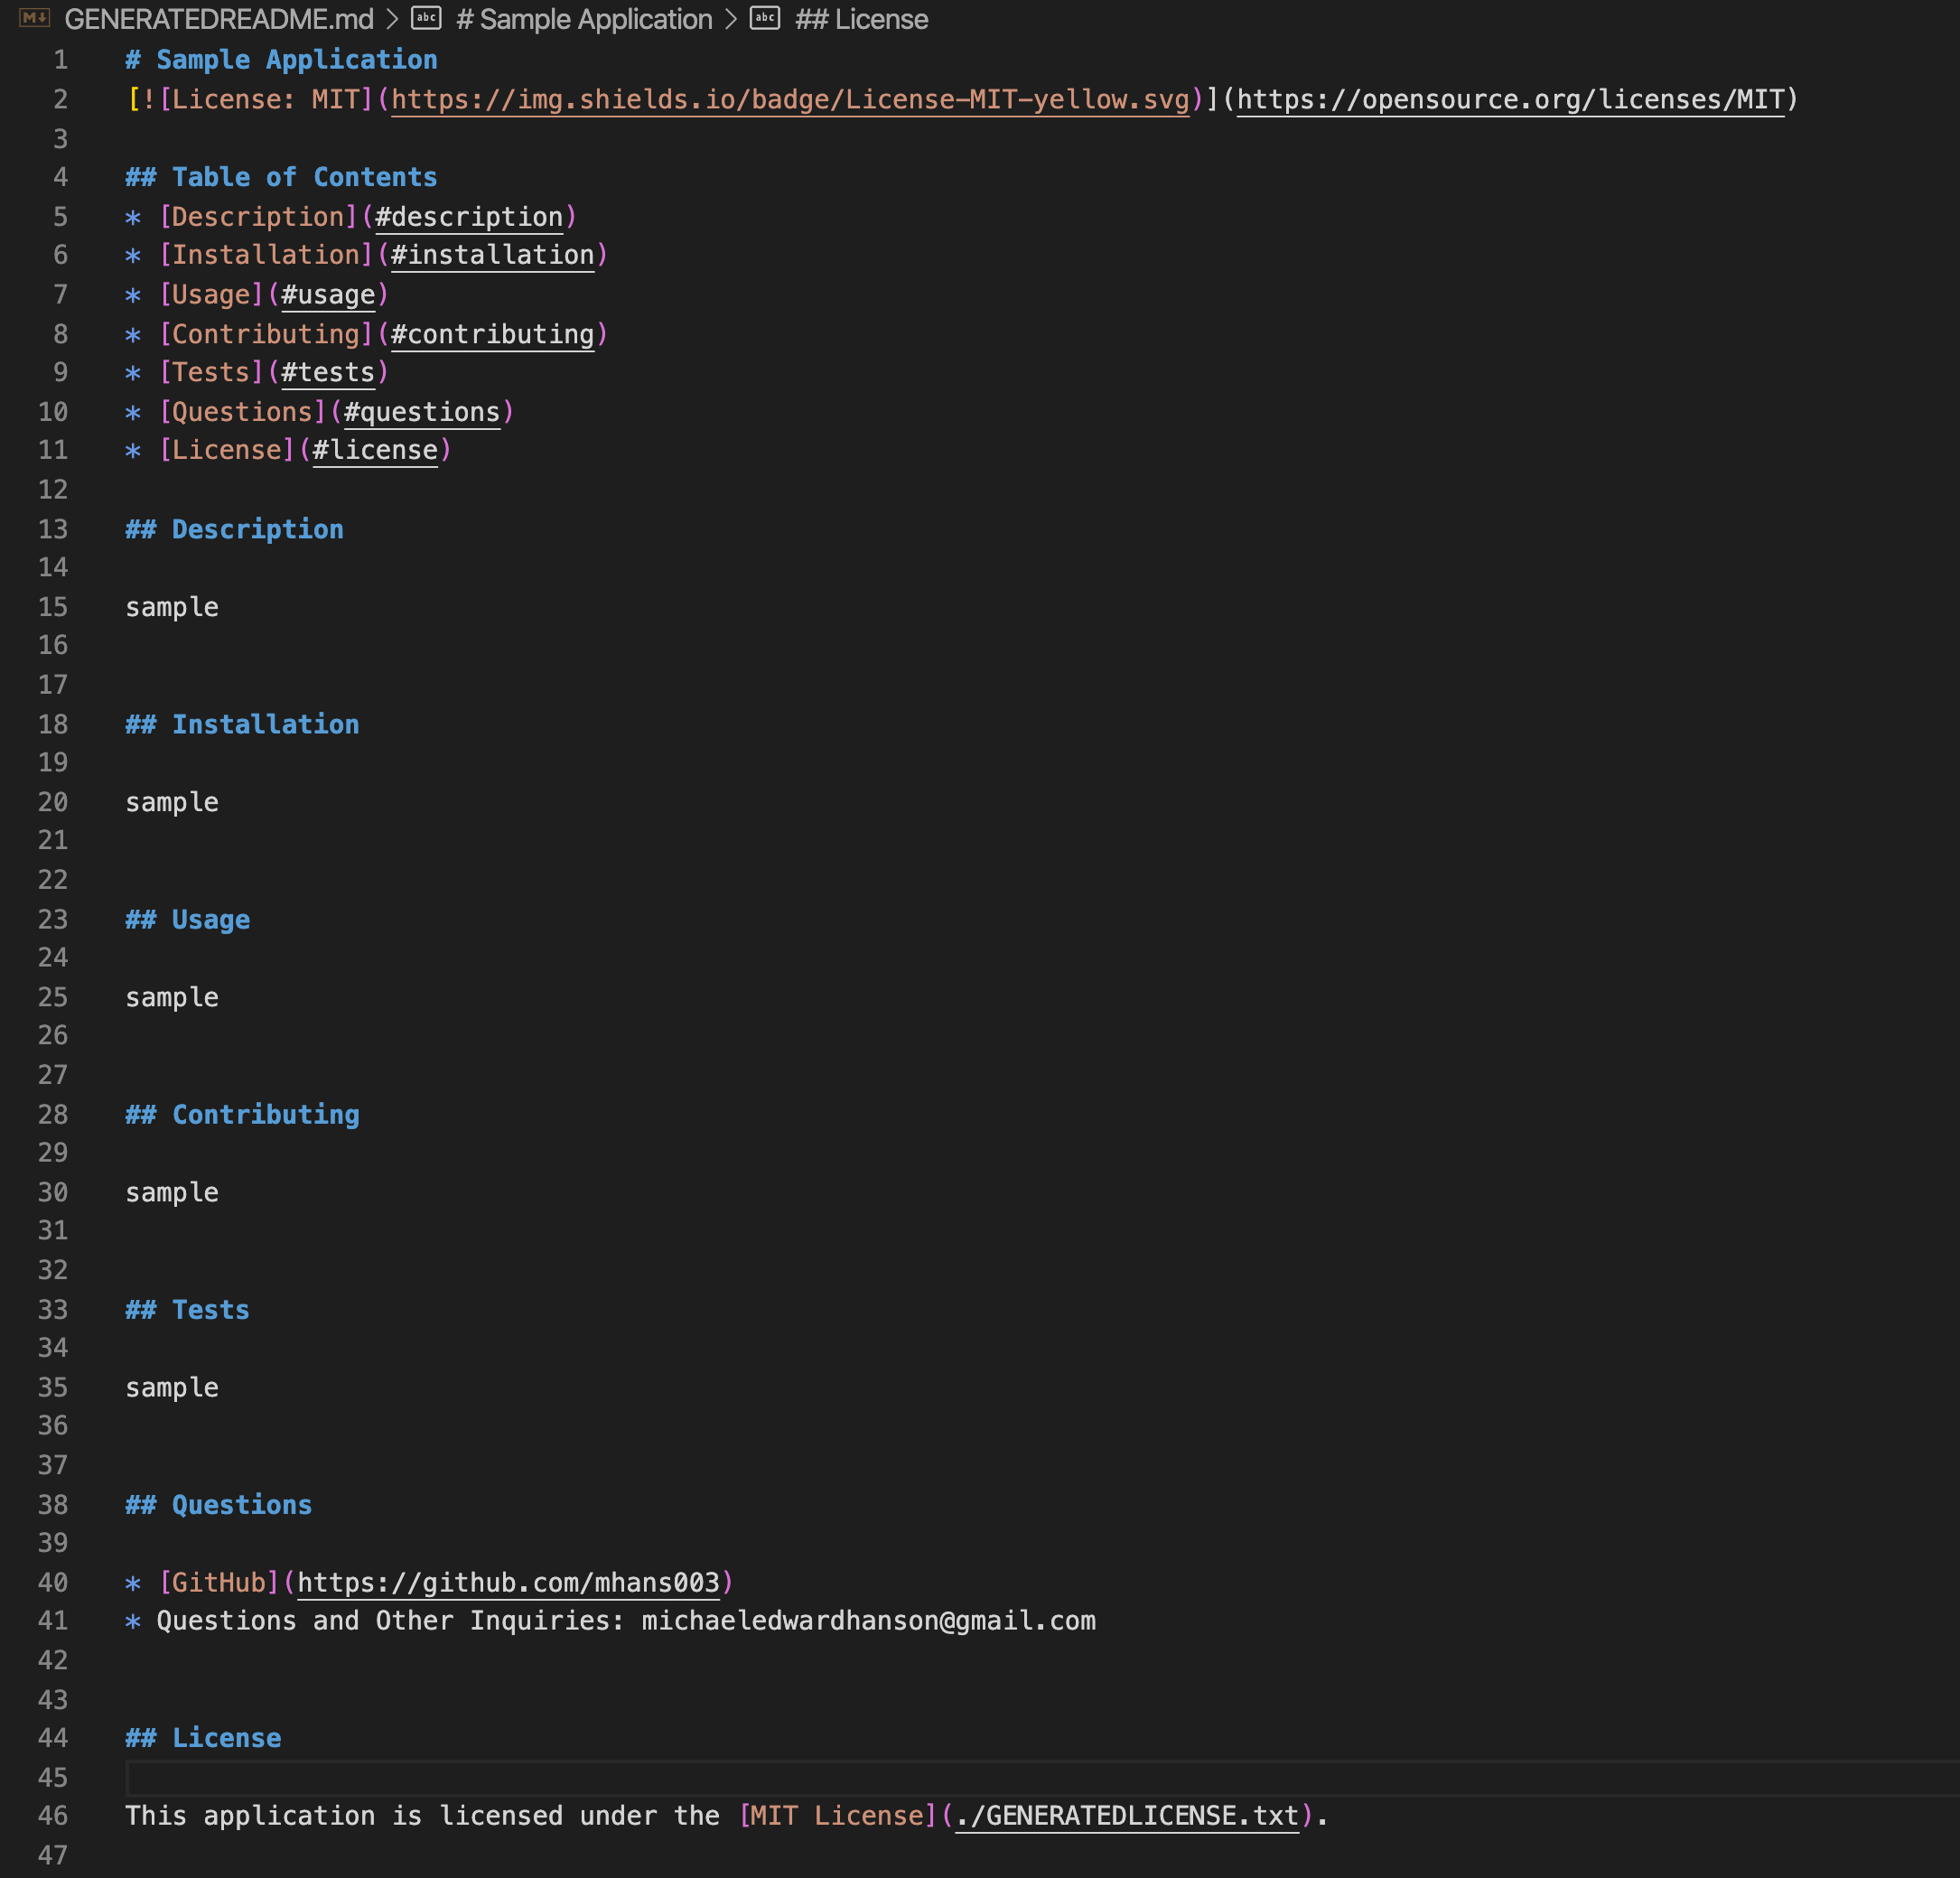 GENERATEDREADME.md > # Sample Application > ## License
1 # Sample Application
2 [![License: MIT](https://img.shields.io/badge/License-MIT-yellow.svg)](https://opensource.org/licenses/MIT)
3
4 ## Table of Contents
5 * [Description](#description)
6 * [Installation](#installation)
7 * [Usage](#usage)
8 * [Contributing](#contributing)
9 * [Tests](#tests)
10 * [Questions](#questions)
11 * [License](#license)
12
13 ## Description
14
15 sample
16
17
18 ## Installation
19
20 sample
21
22
23 ## Usage
24
25 sample
26
27
28 ## Contributing
29
30 sample
31
32
33 ## Tests
34
35 sample
36
37
38 ## Questions
39
40 * [GitHub](https://github.com/mhans003)
41 * Questions and Other Inquiries: michaeledwardhanson@gmail.com
42
43
44 ## License
45
46 This application is licensed under the [MIT License](./GENERATEDLICENSE.txt).
47